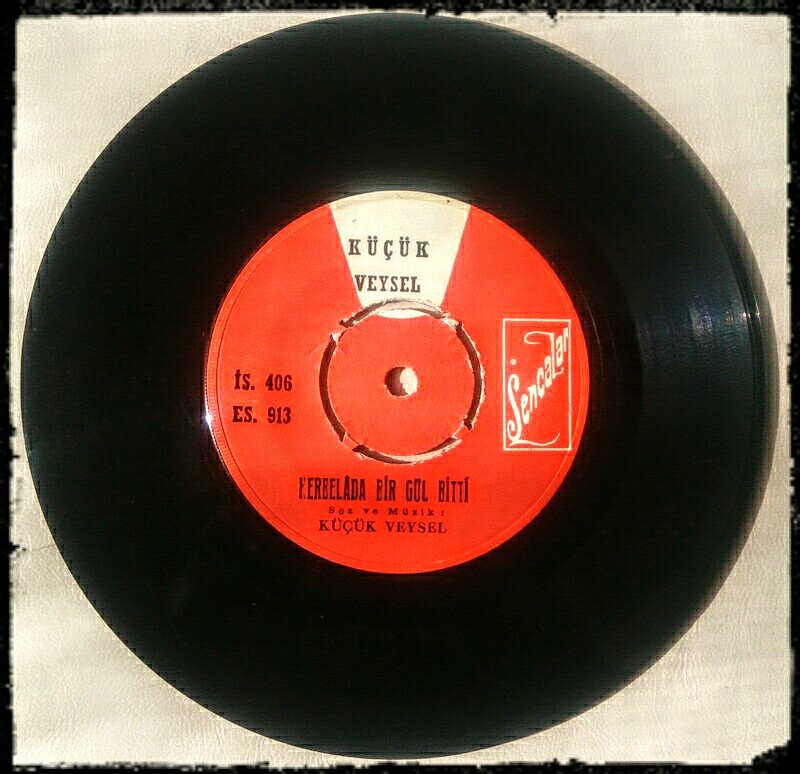 KÜÇÜK
VEYSEL
Şencalar
İS. 406
ES. 913
KERBELÂDA BİR GÜL BİTTİ
Söz ve Müzik:
KÜÇÜK VEYSEL